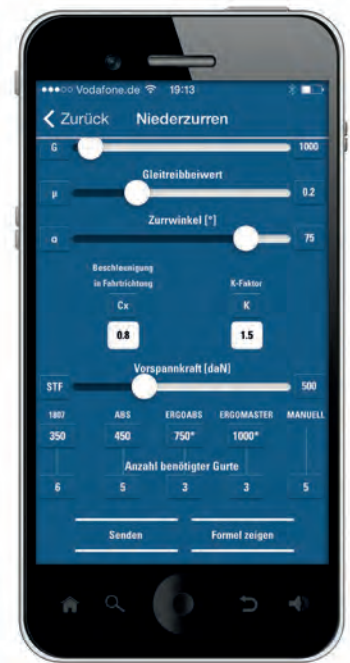 Vodafone.de 19:13
Zurück Niederzurren
G 1000
Gleitreibbeiwert
μ 0.2
Zurrwinkel [°]
α 75
Beschleunigung
in Fahrtrichtung K-Faktor
Cx K
0.8 1.5
Vorspannkraft [daN]
STF 500
1807 ABS ERGOABS ERGOMASTER MANUELL
350 450 750* 1000*
Anzahl benötigter Gurte
6 5 3 3 5
Senden Formel zeigen